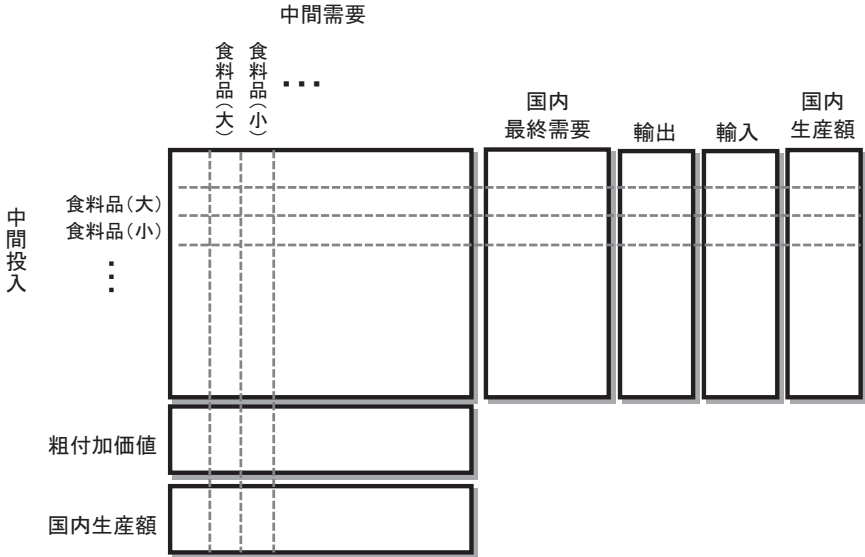 中間需要
食料品（大）
食料品（小）
･･･
国内
最終需要
輸出
輸入
国内
生産額
中間投入
食料品（大）
食料品（小）
･･･
粗付加価値
国内生産額